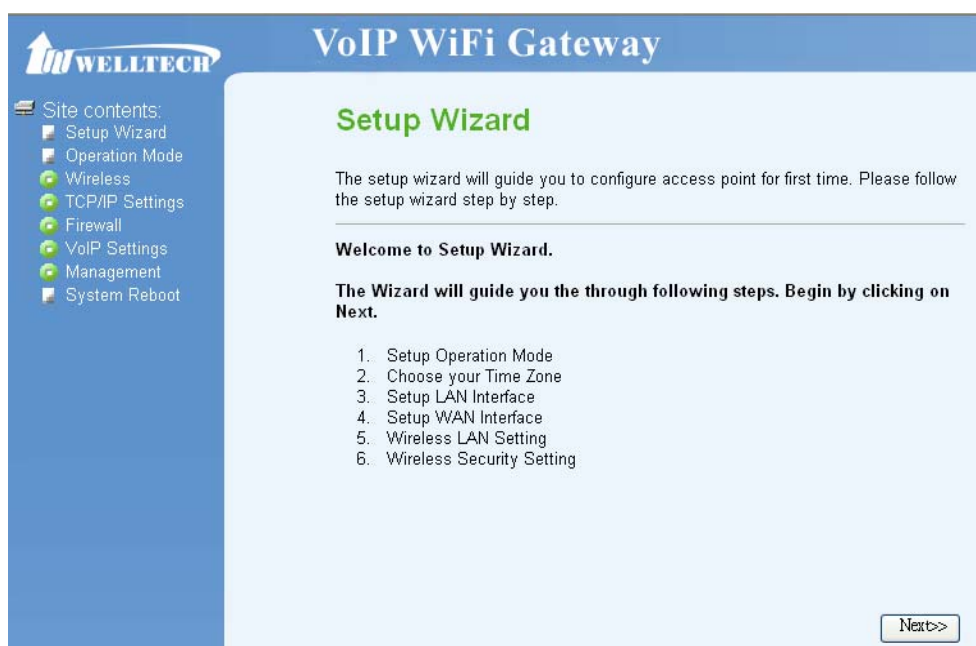 WELLTECH
VoIP WiFi Gateway
Site contents:
Setup Wizard
Operation Mode
Wireless
TCP/IP Settings
Firewall
VoIP Settings
Management
System Reboot
Setup Wizard
The setup wizard will guide you to configure access point for first time. Please follow
the setup wizard step by step.
Welcome to Setup Wizard.
The Wizard will guide you the through following steps. Begin by clicking on
Next.
1. Setup Operation Mode
2. Choose your Time Zone
3. Setup LAN Interface
4. Setup WAN Interface
5. Wireless LAN Setting
6. Wireless Security Setting
Next>>